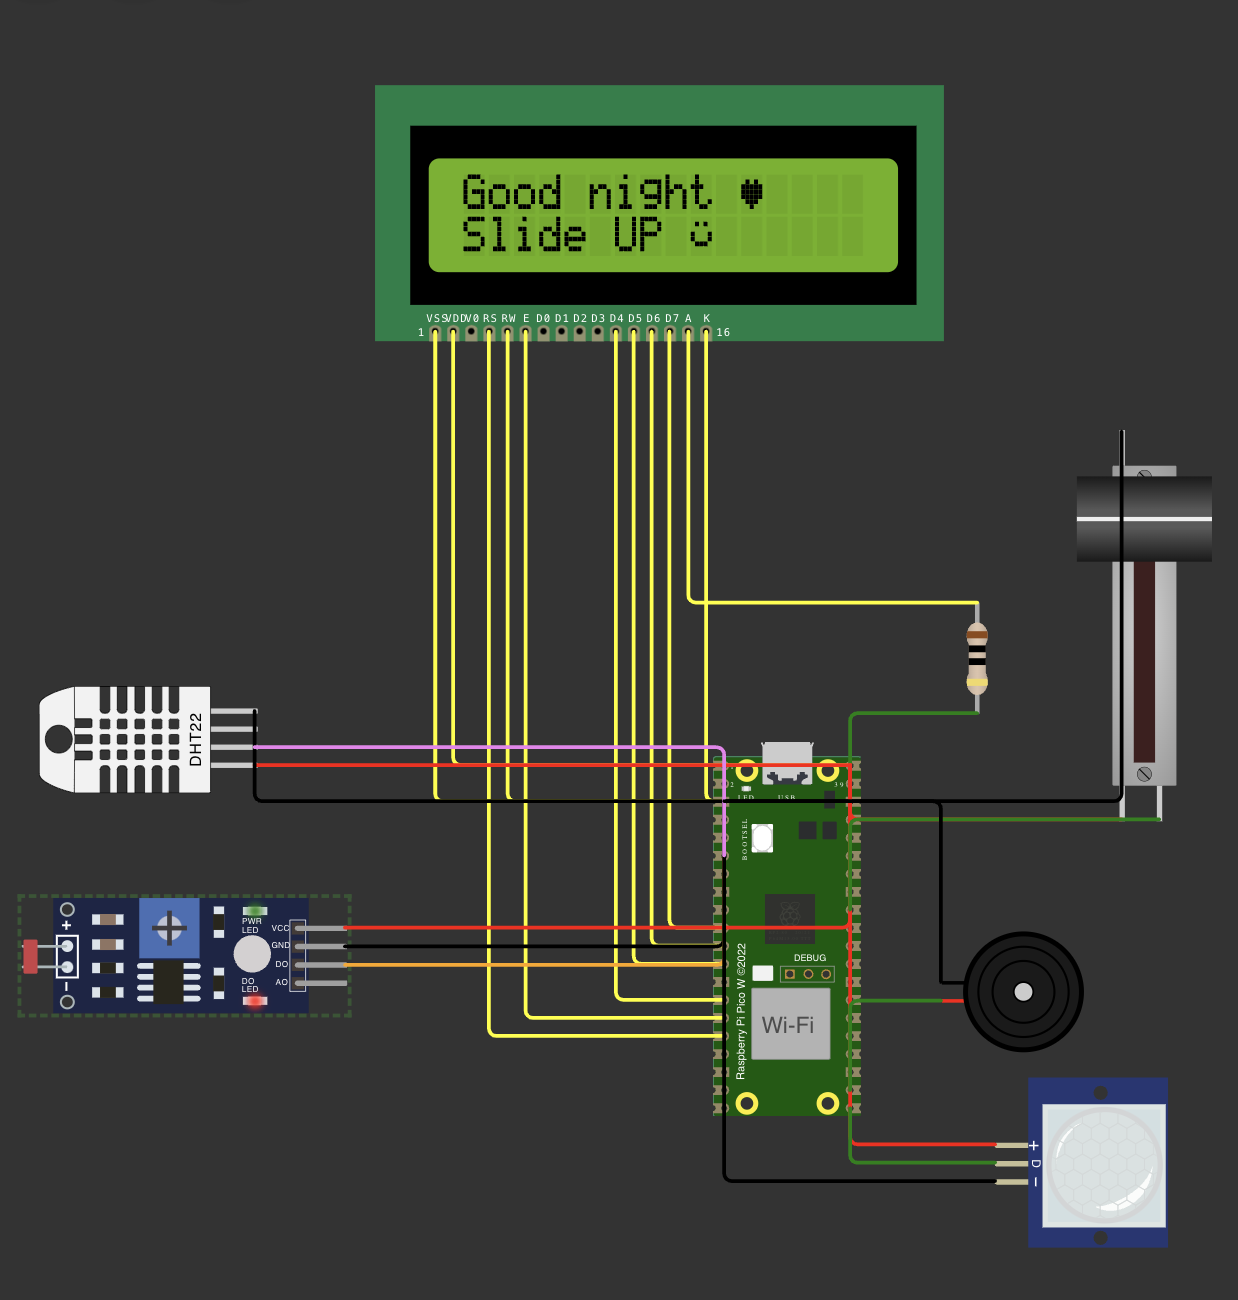 Good night ♥
Slide UP ü
VSS VDD V0 RS RW E D0 D1 D2 D3 D4 D5 D6 D7 A K
1 16
DHT22
2 39
LED USB
BOOTSEL
PWR LED
VCC
GND
DO
AO
DO LED
+
−
DEBUG
Raspberry Pi Pico W ©2022
Wi-Fi
+
D
−